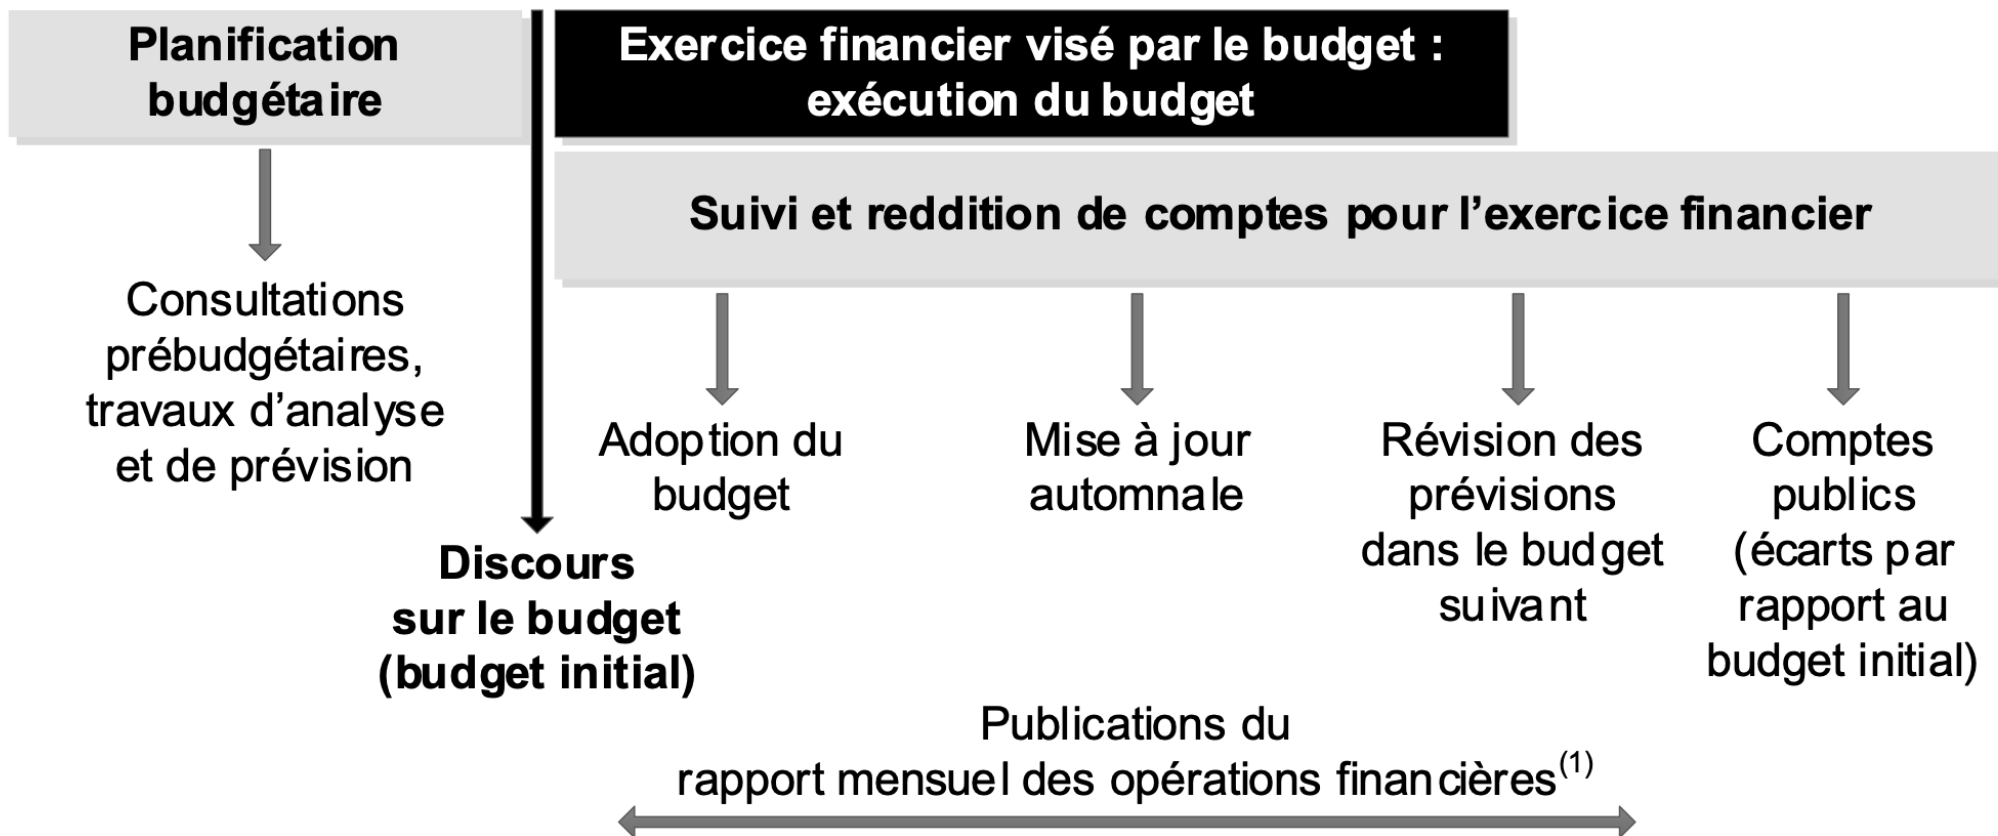 Planification
budgétaire
Exercice financier visé par le budget :
exécution du budget
Suivi et reddition de comptes pour l’exercice financier
Consultations
prébudgétaires,
travaux d’analyse
et de prévision
Discours
sur le budget
(budget initial)
Adoption du
budget
Mise à jour
automnale
Révision des
prévisions
dans le budget
suivant
Comptes
publics
(écarts par
rapport au
budget initial)
Publications du
rapport mensuel des opérations financières(1)